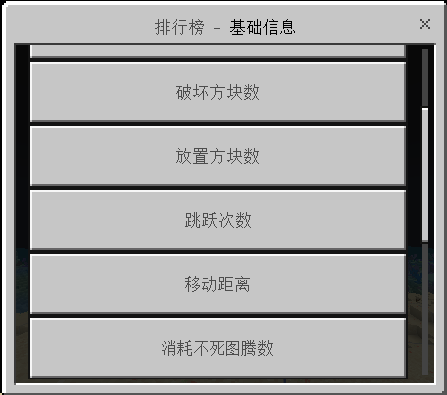 排行榜 - 基础信息
破坏方块数
放置方块数
跳跃次数
移动距离
消耗不死图腾数